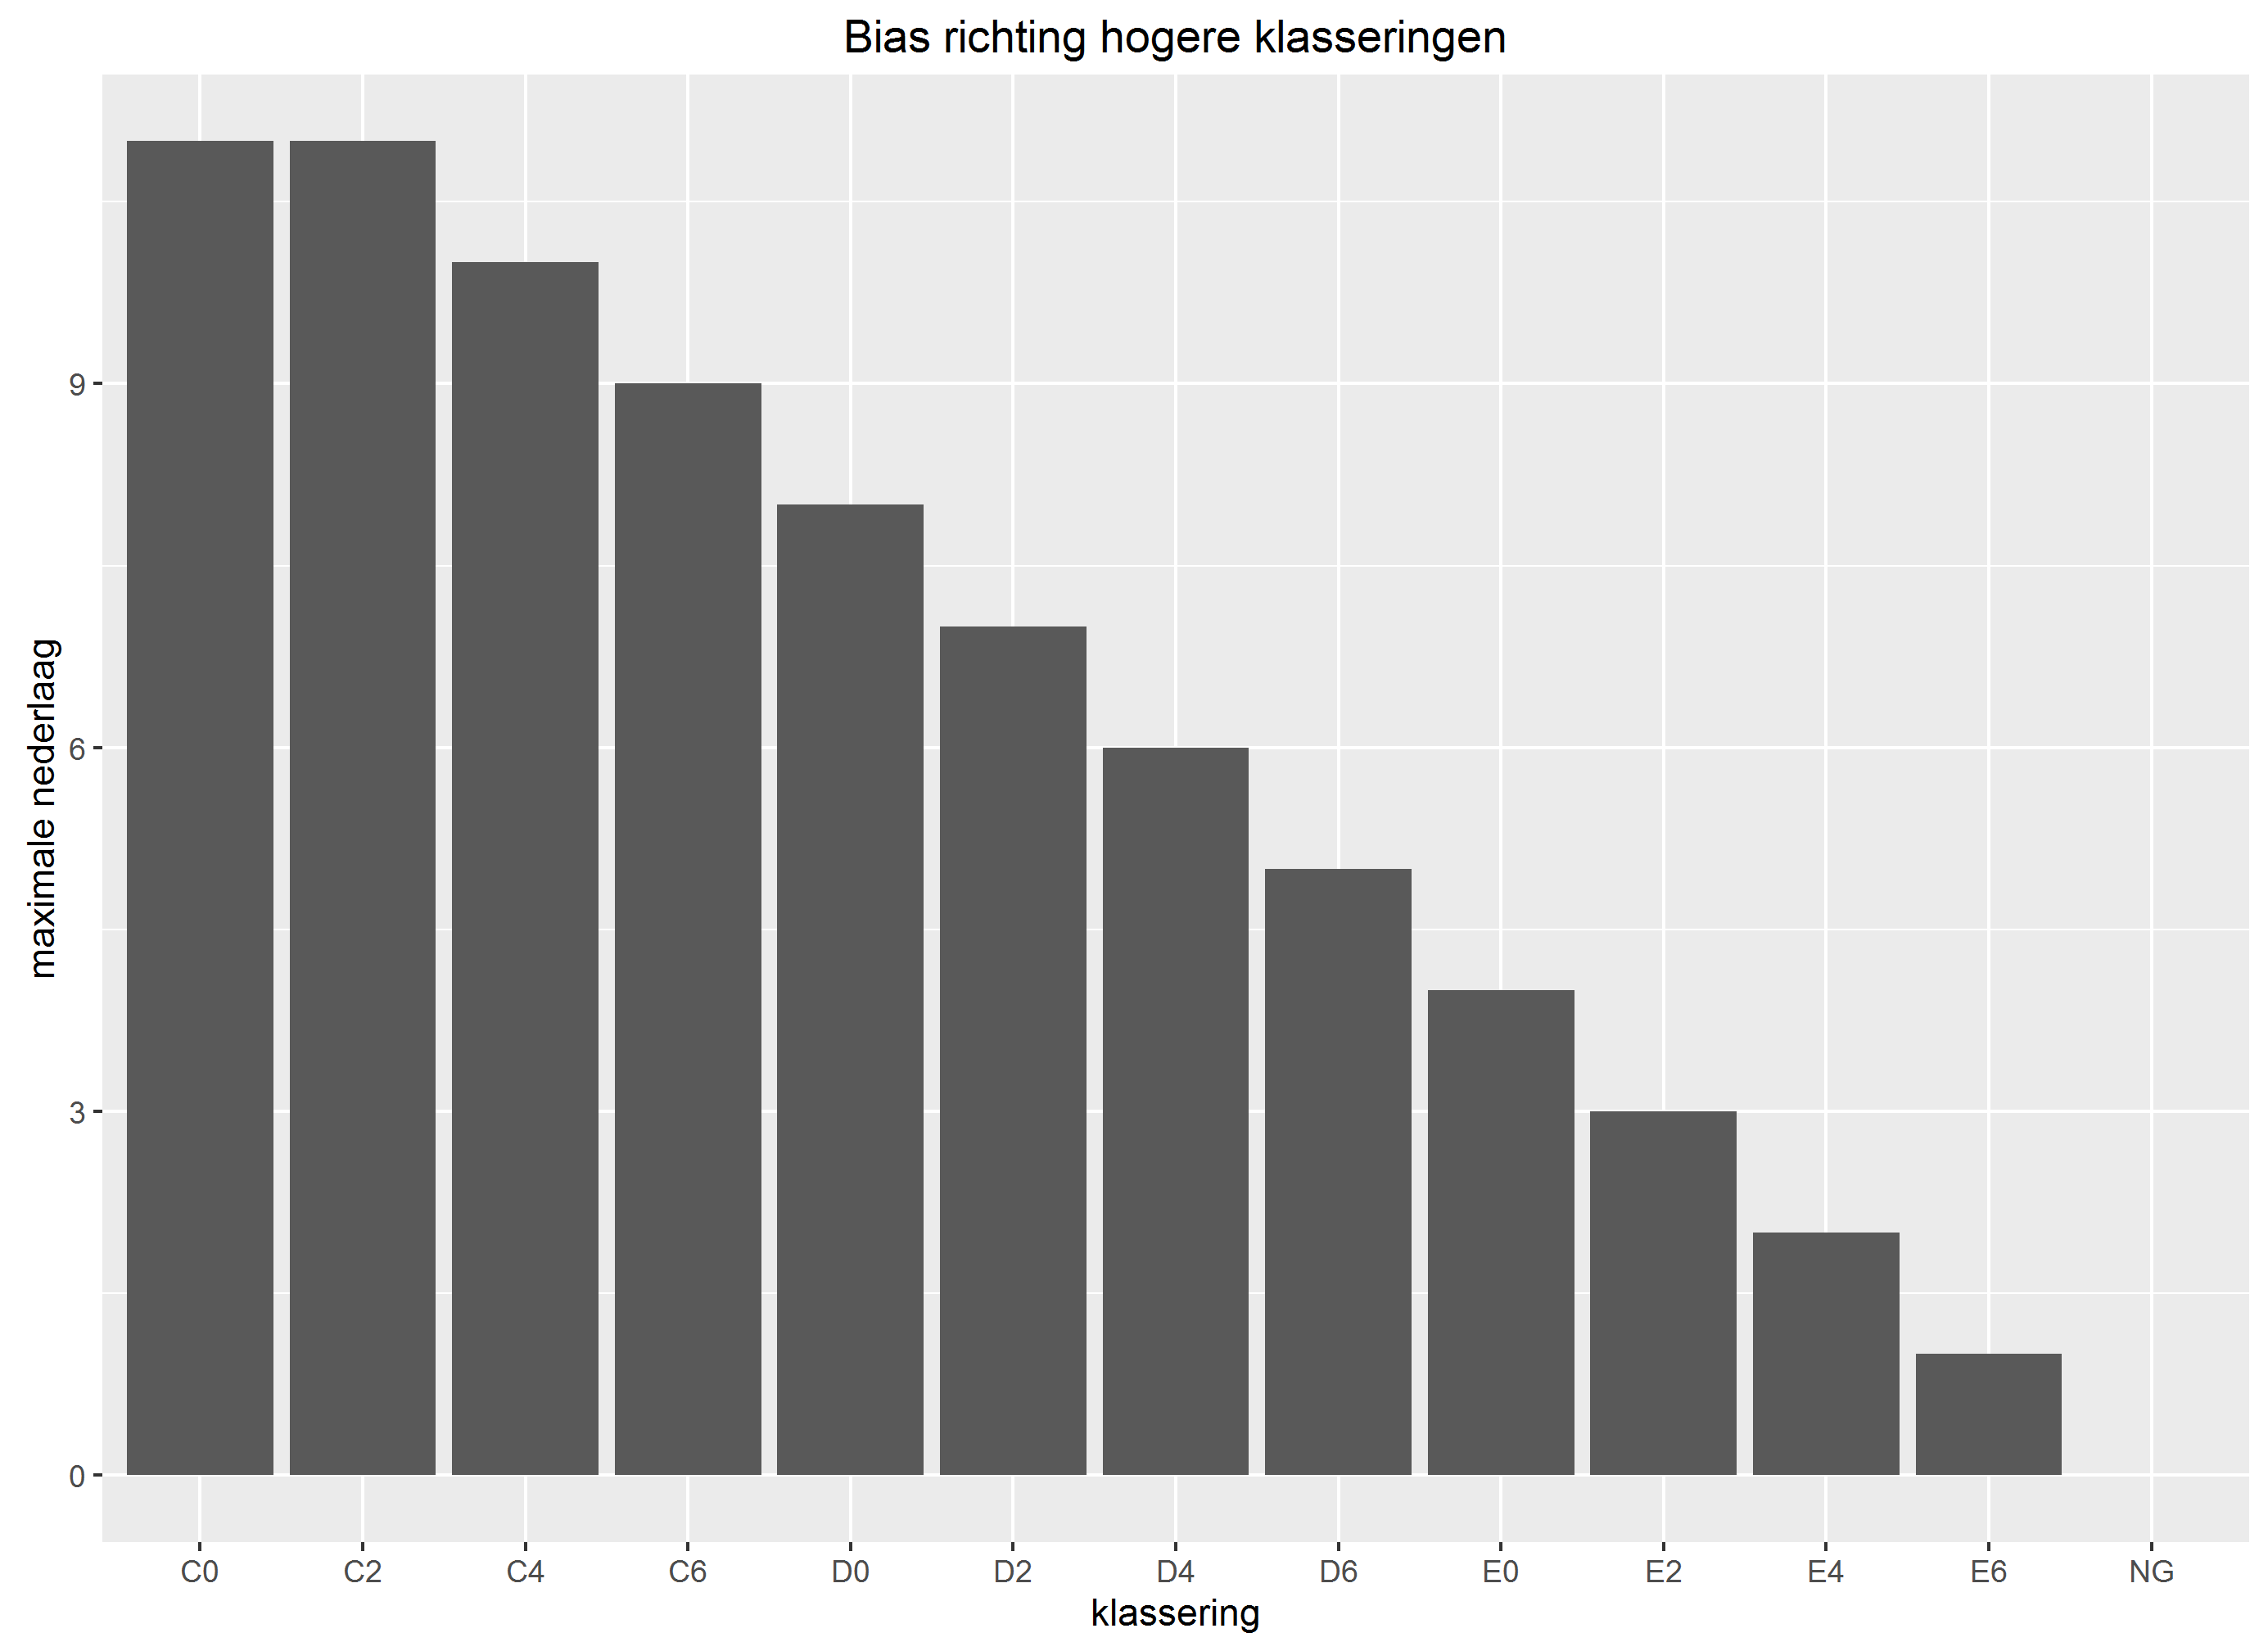 Bias richting hogere klasseringen
maximale nederlaag
9
6
3
0
C0 C2 C4 C6 D0 D2 D4 D6 E0 E2 E4 E6 NG
klassering